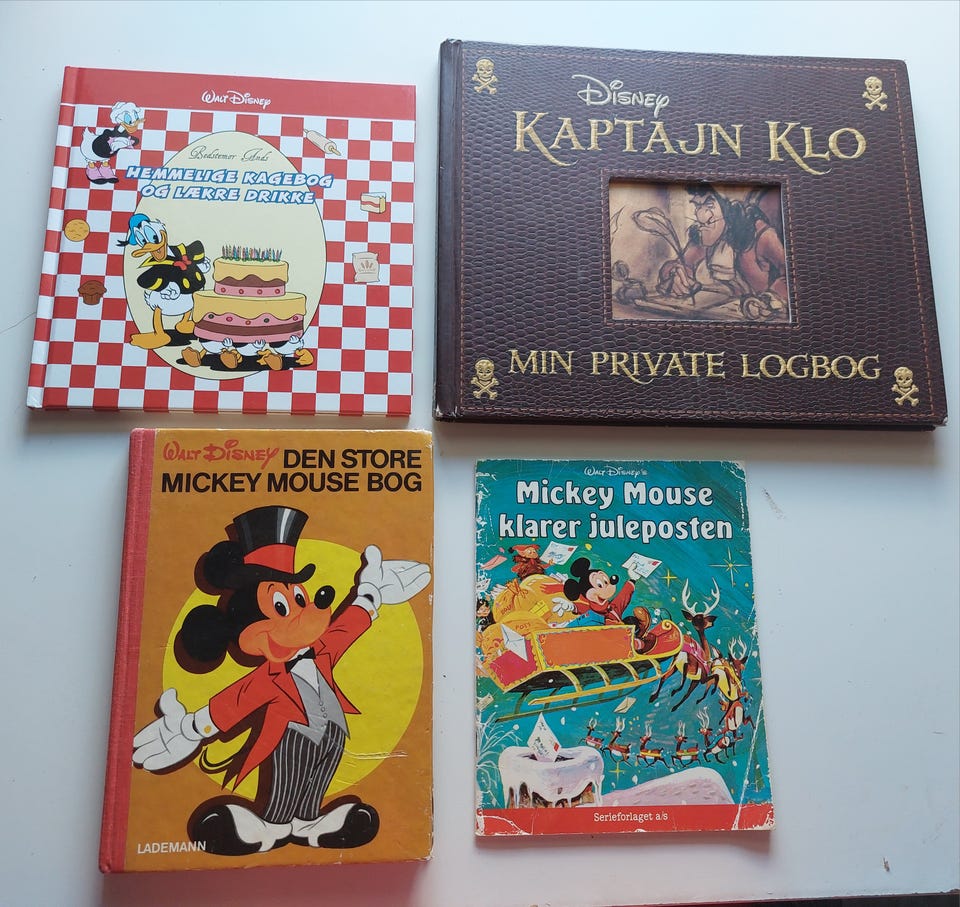 Walt Disney
Bedstemor Ands
HEMMELIGE KAGEBOG
OG LÆKRE DRIKKE
Disney
KAPTAJN KLO
MIN PRIVATE LOGBOG
Walt Disney DEN STORE
MICKEY MOUSE BOG
LADEMANN
Walt Disney's
Mickey Mouse
klarer juleposten
POST
Serieforlaget a/s